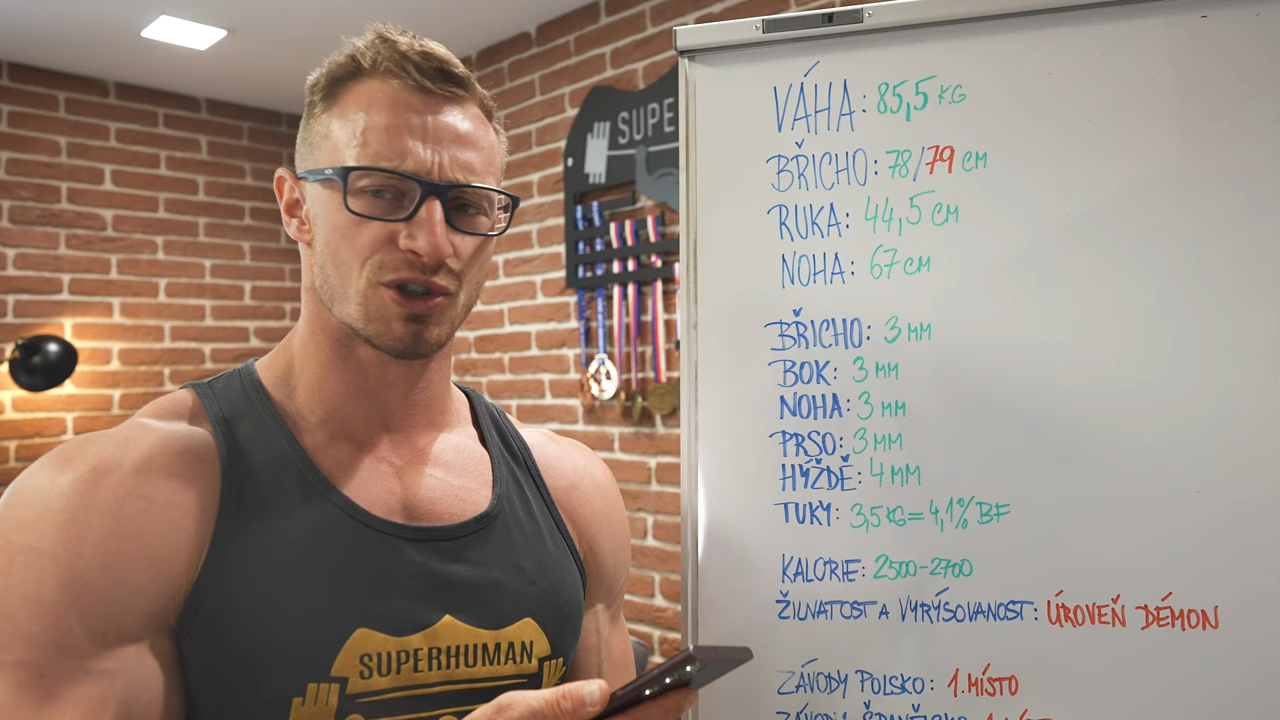 SUPE
VÁHA: 85,5 KG
BŘICHO: 78/79 CM
RUKA: 44,5 CM
NOHA: 67 CM
BŘICHO: 3 MM
BOK: 3 MM
NOHA: 3 MM
PRSO: 3 MM
HÝŽDĚ: 4 MM
TUKY: 3,5 KG = 4,1% BF
KALORIE: 2500-2700
ŽILNATOST A VYRÝSOVANOST: ÚROVEŇ DÉMON
ZÁVODY POLSKO: 1. MÍSTO
SUPERHUMAN